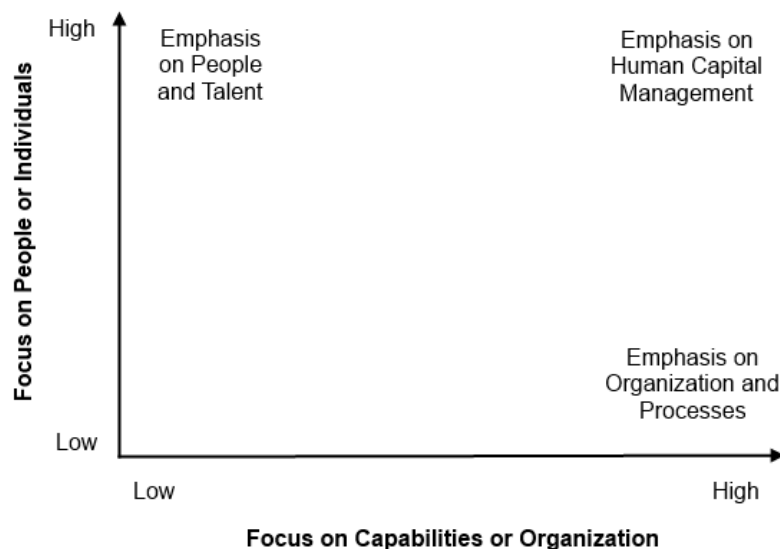 High
Emphasis
on People
and Talent
Emphasis on
Human Capital
Management
Focus on People or Individuals
Emphasis on
Organization and
Processes
Low
Low
High
Focus on Capabilities or Organization